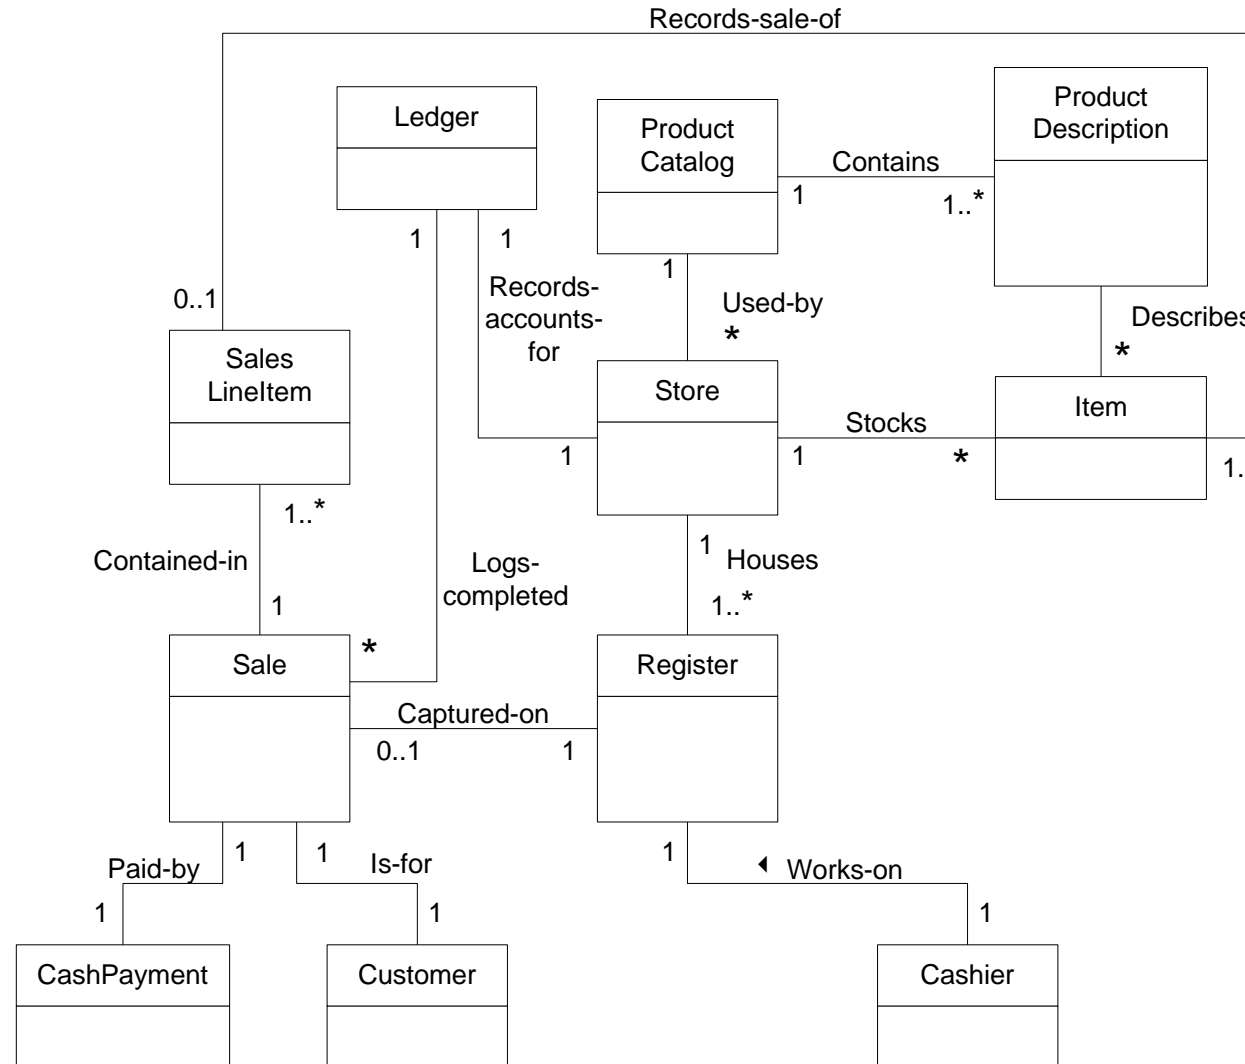 Records-sale-of
Ledger
Product
Catalog
Product
Description
Contains
1
1..*
1
1
1
0..1
Records-
accounts-
for
Used-by
*
Describes
*
Sales
LineItem
Store
Item
Stocks
1
1
*
1..
1..*
Contained-in
1
Logs-
completed
1
Houses
1..*
Sale
*
Register
Captured-on
0..1
1
Paid-by
1
1
Is-for
1
Works-on
1
1
1
CashPayment
Customer
Cashier